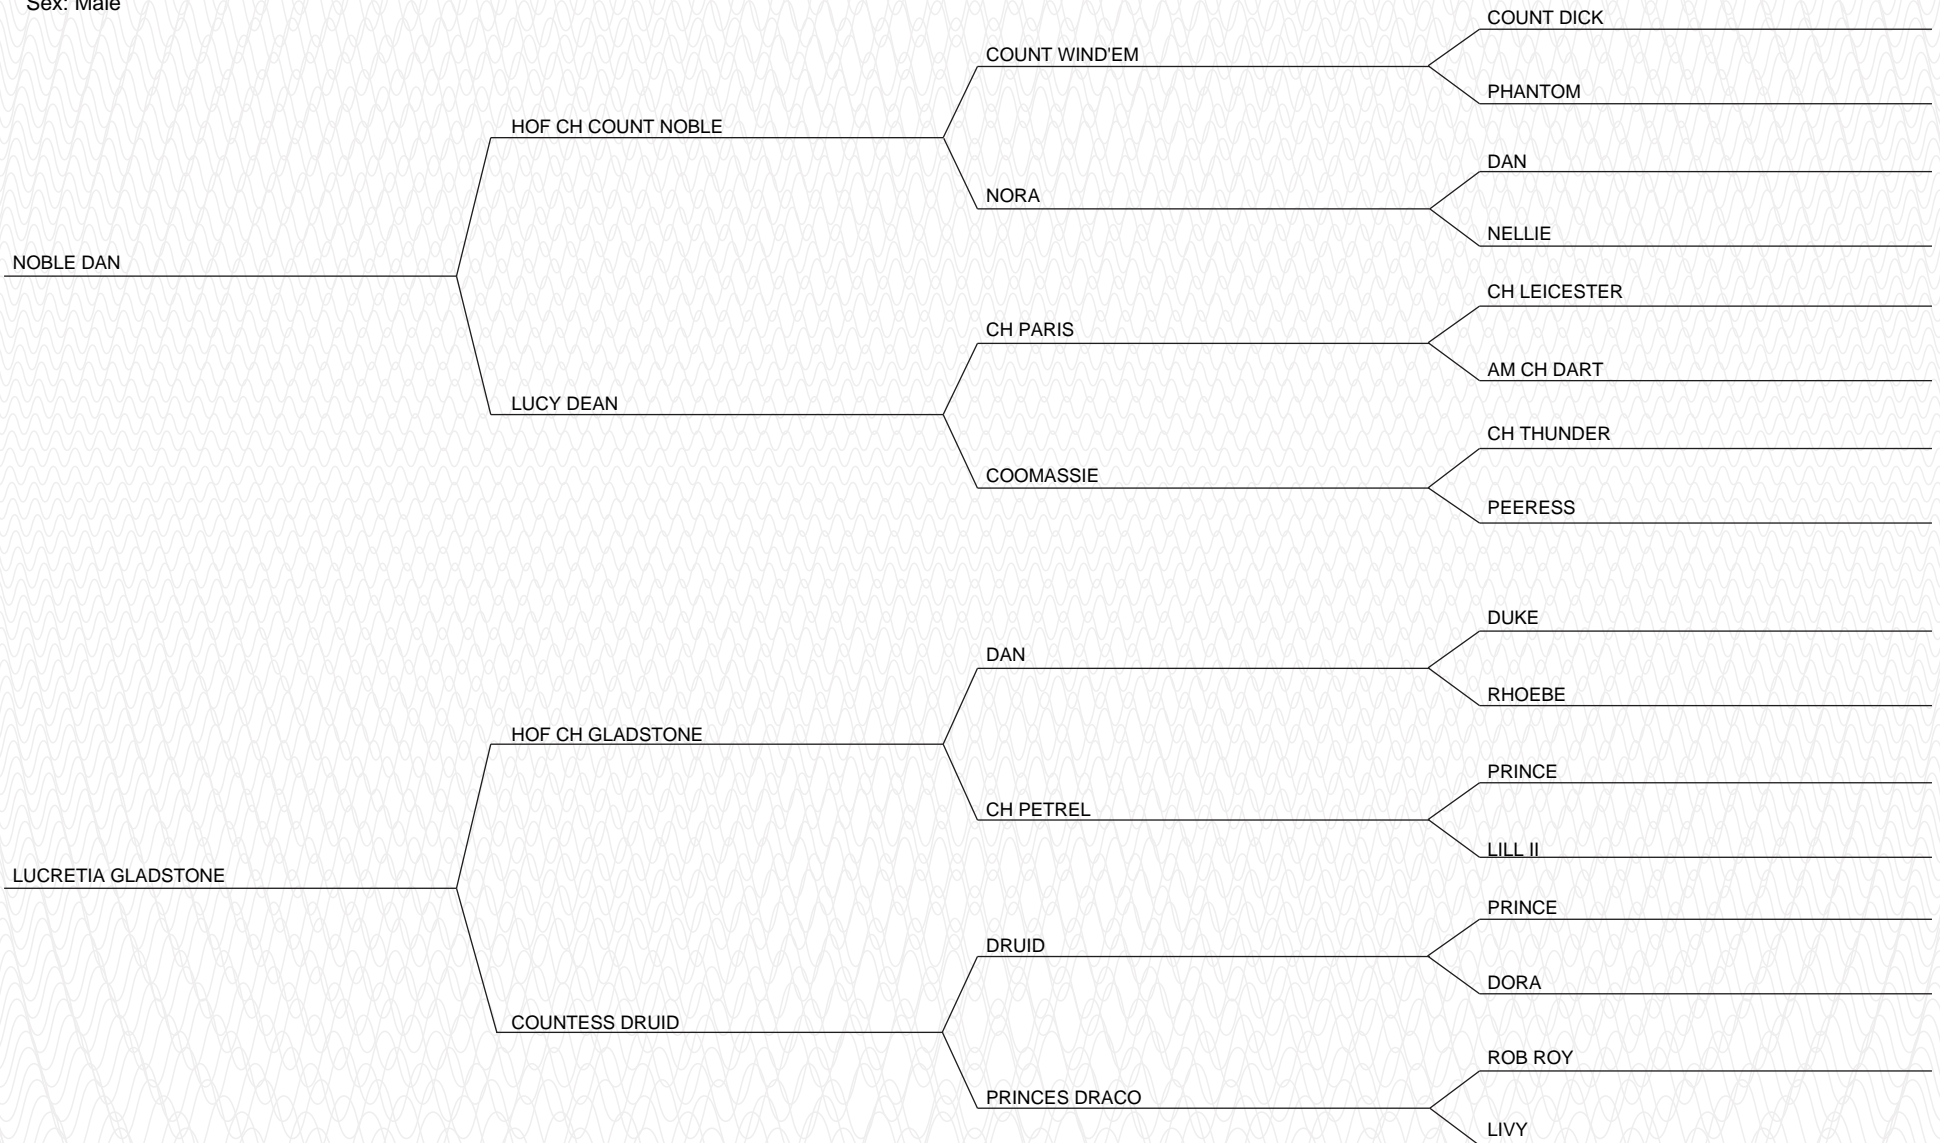 Sex: Male
COUNT DICK
COUNT WIND'EM
PHANTOM
HOF CH COUNT NOBLE
DAN
NORA
NELLIE
NOBLE DAN
CH LEICESTER
CH PARIS
AM CH DART
LUCY DEAN
CH THUNDER
COOMASSIE
PEERESS
DUKE
DAN
RHOEBE
HOF CH GLADSTONE
PRINCE
CH PETREL
LILL II
LUCRETIA GLADSTONE
PRINCE
DRUID
DORA
COUNTESS DRUID
ROB ROY
PRINCES DRACO
LIVY